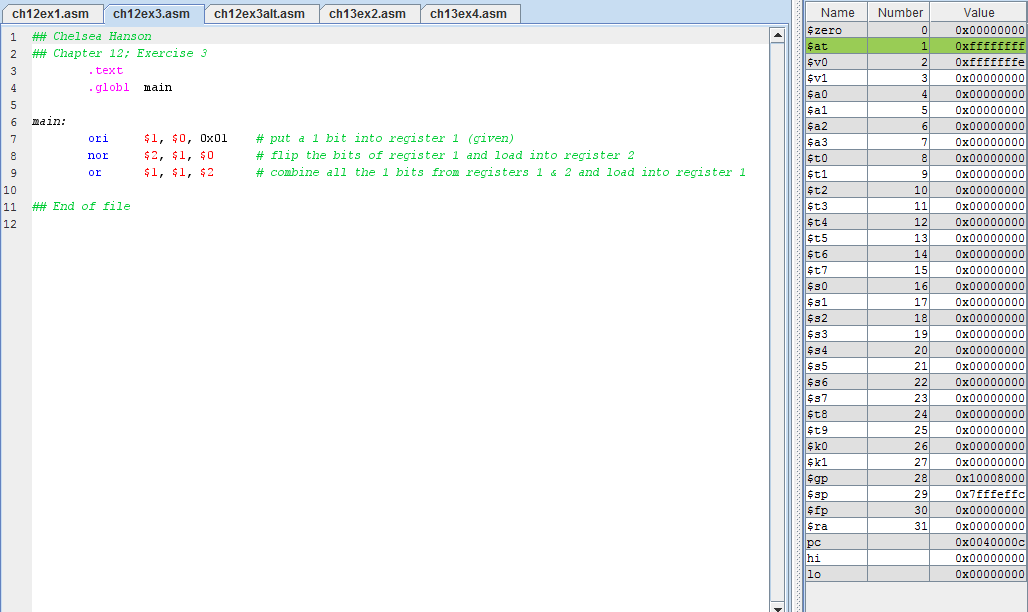 ch12ex1.asm ch12ex3.asm ch12ex3alt.asm ch13ex2.asm ch13ex4.asm
1 ## Chelsea Hanson
2 ## Chapter 12; Exercise 3
3 .text
4 .globl main
5
6 main:
7 ori $1, $0, 0x01 # put a 1 bit into register 1 (given)
8 nor $2, $1, $0 # flip the bits of register 1 and load into register 2
9 or $1, $1, $2 # combine all the 1 bits from registers 1 & 2 and load into register 1
10
11 ## End of file
12
Name Number Value
$zero 0 0x00000000
$at 1 0xffffffff
$v0 2 0xfffffffe
$v1 3 0x00000000
$a0 4 0x00000000
$a1 5 0x00000000
$a2 6 0x00000000
$a3 7 0x00000000
$t0 8 0x00000000
$t1 9 0x00000000
$t2 10 0x00000000
$t3 11 0x00000000
$t4 12 0x00000000
$t5 13 0x00000000
$t6 14 0x00000000
$t7 15 0x00000000
$s0 16 0x00000000
$s1 17 0x00000000
$s2 18 0x00000000
$s3 19 0x00000000
$s4 20 0x00000000
$s5 21 0x00000000
$s6 22 0x00000000
$s7 23 0x00000000
$t8 24 0x00000000
$t9 25 0x00000000
$k0 26 0x00000000
$k1 27 0x00000000
$gp 28 0x10008000
$sp 29 0x7fffeffc
$fp 30 0x00000000
$ra 31 0x00000000
pc 0x0040000c
hi 0x00000000
lo 0x00000000